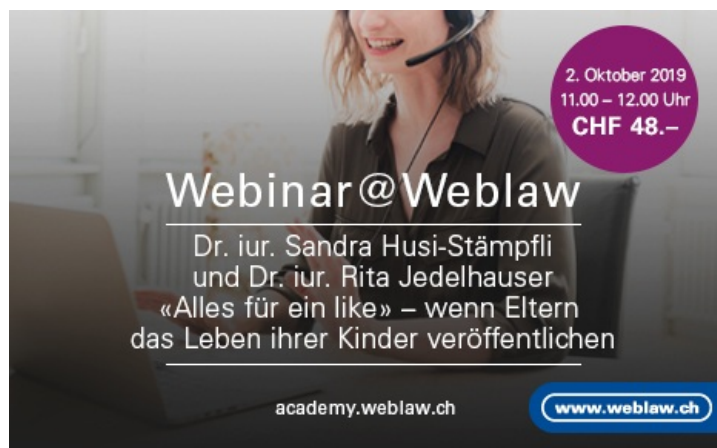 2. Oktober 2019
11.00 – 12.00 Uhr
CHF 48.–
Webinar@Weblaw
Dr. iur. Sandra Husi-Stämpfli
und Dr. iur. Rita Jedelhauser
«Alles für ein like» – wenn Eltern
das Leben ihrer Kinder veröffentlichen
academy.weblaw.ch
www.weblaw.ch